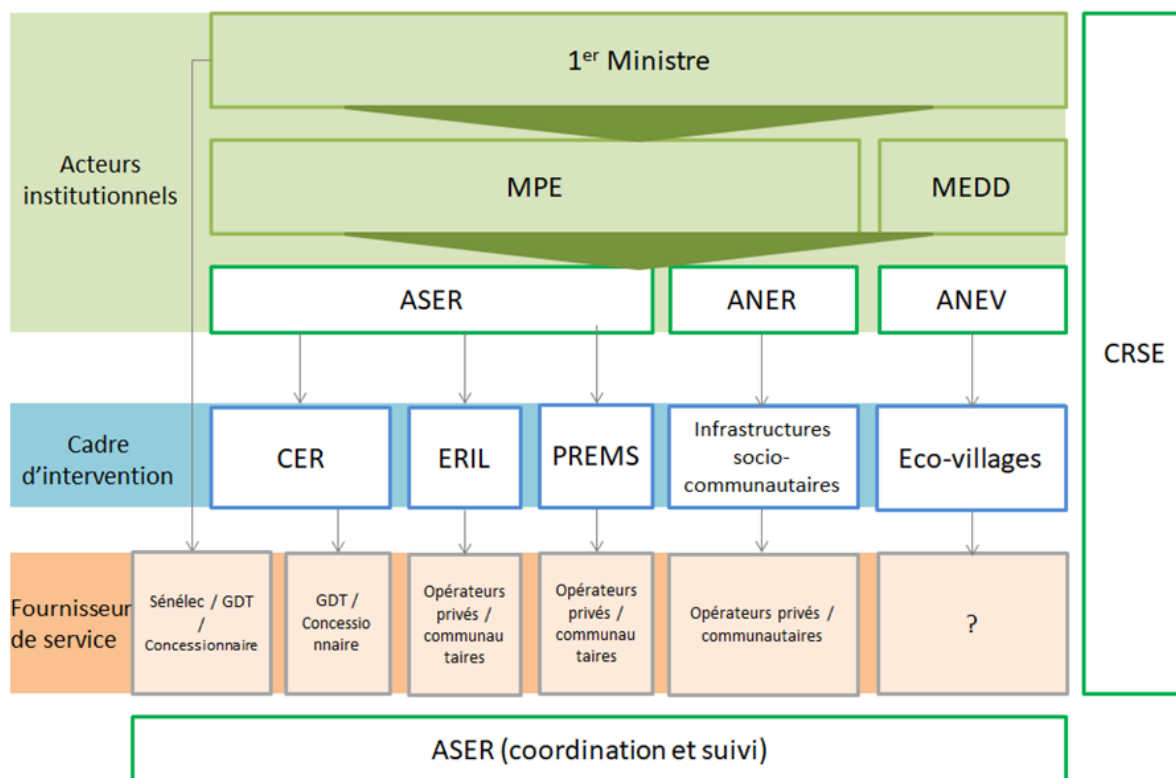 1er Ministre
Acteurs
institutionnels
MPE
MEDD
ASER
ANER
ANEV
CRSE
Cadre
d'intervention
CER
ERIL
PREMS
Infrastructures
socio-
communautaires
Eco-villages
Fournisseur
de service
Sénélec / GDT
/
Concessionnaire
GDT /
Concessio
nnaire
Opérateurs
privés /
communau
taires
Opérateurs
privés /
communau
taires
Opérateurs privés /
communautaires
?
ASER (coordination et suivi)